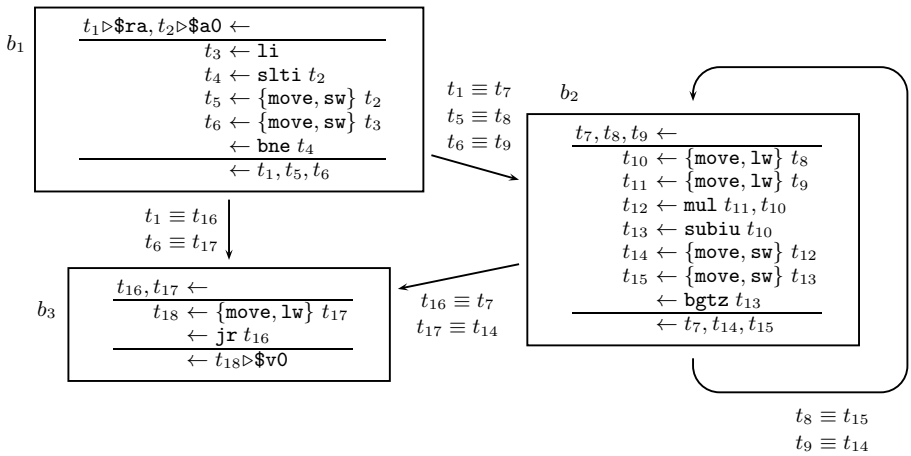 b₁
t₁▹$ra, t₂▹$a0 ←
t₃ ← li
t₄ ← slti t₂
t₅ ← {move, sw} t₂
t₆ ← {move, sw} t₃
← bne t₄
← t₁, t₅, t₆
t₁ ≡ t₇
t₅ ≡ t₈
t₆ ≡ t₉
b₂
t₇, t₈, t₉ ←
t₁₀ ← {move, lw} t₈
t₁₁ ← {move, lw} t₉
t₁₂ ← mul t₁₁, t₁₀
t₁₃ ← subiu t₁₀
t₁₄ ← {move, sw} t₁₂
t₁₅ ← {move, sw} t₁₃
← bgtz t₁₃
← t₇, t₁₄, t₁₅
t₁ ≡ t₁₆
t₆ ≡ t₁₇
b₃
t₁₆, t₁₇ ←
t₁₈ ← {move, lw} t₁₇
← jr t₁₆
← t₁₈▹$v0
t₁₆ ≡ t₇
t₁₇ ≡ t₁₄
t₈ ≡ t₁₅
t₉ ≡ t₁₄